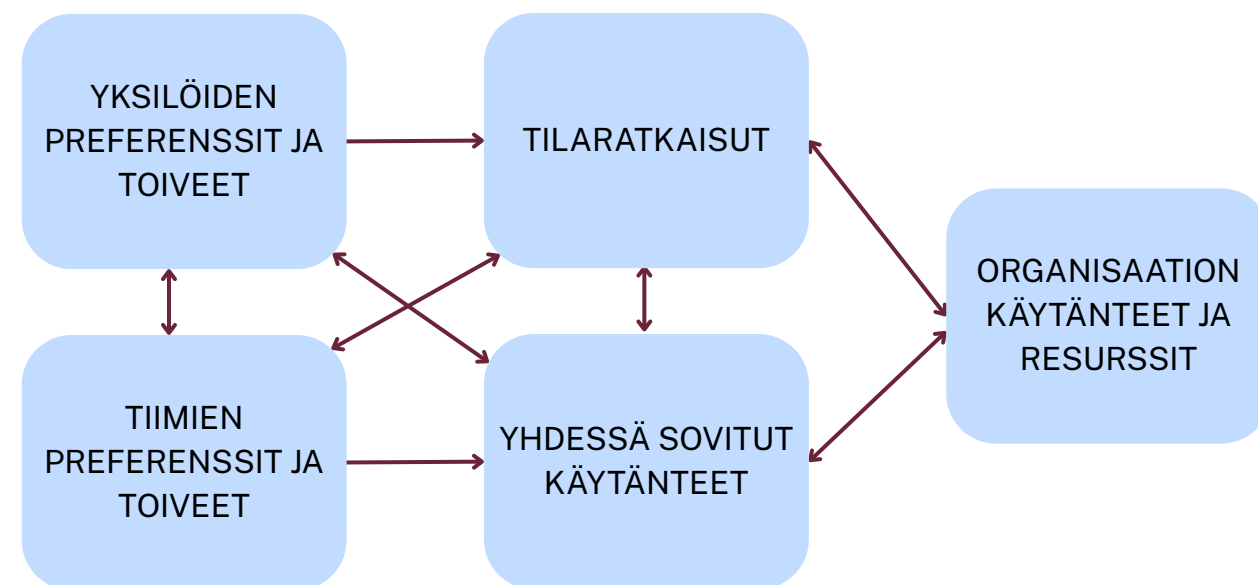 YKSILÖIDEN
PREFERENSSIT JA
TOIVEET
TILARATKAISUT
ORGANISAATION
KÄYTÄNTEET JA
RESURSSIT
TIIMIEN
PREFERENSSIT JA
TOIVEET
YHDESSÄ SOVITUT
KÄYTÄNTEET